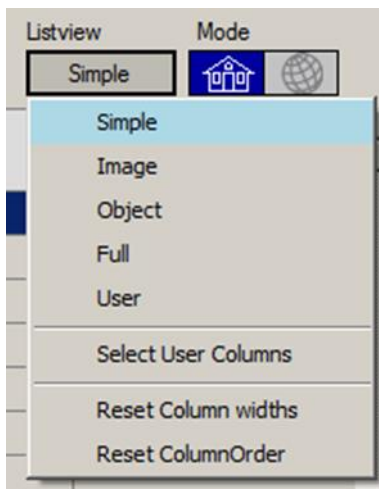 Listview Mode
Simple
Simple
Image
Object
Full
User
Select User Columns
Reset Column widths
Reset ColumnOrder